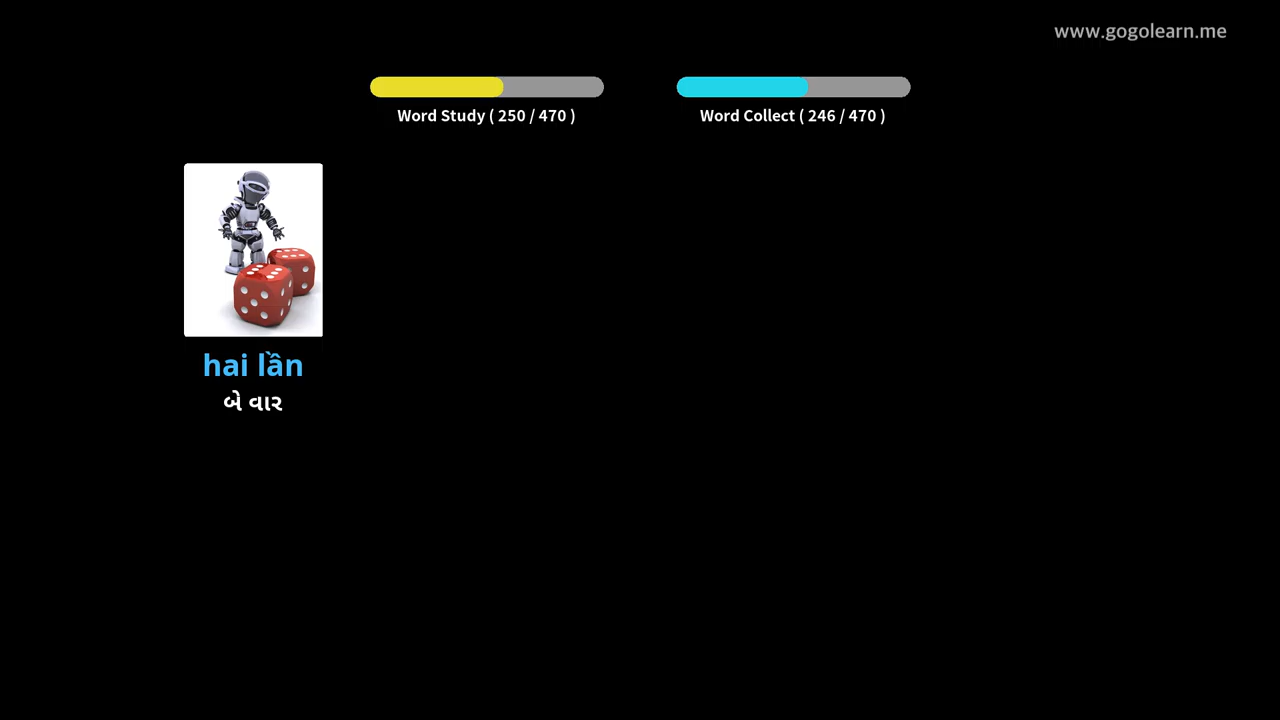 www.gogolearn.me
Word Study ( 250 / 470 )
Word Collect ( 246 / 470 )
hai lần
બે વાર